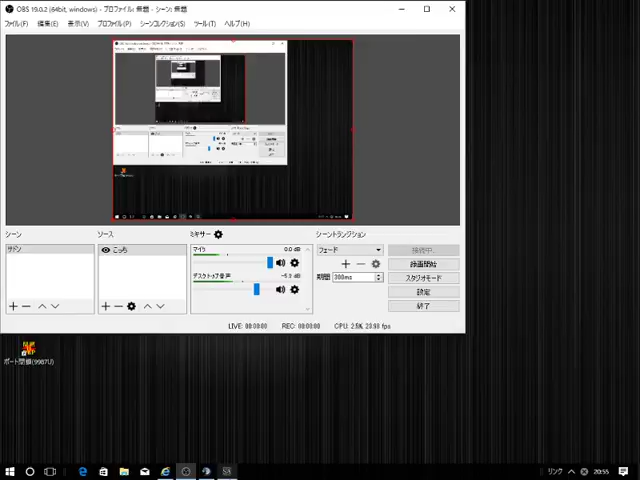 OBS 19.0.2 (64bit, windows) - プロファイル: 無題 - シーン: 無題
ファイル(F) 編集(E) 表示(V) プロファイル(P) シーンコレクション(S) ツール(T) ヘルプ(H)
シーン ソース ミキサー シーントランジション
サドン こっち マイク 0.0 dB フェード 接続中
録画開始
デスクトップ音声 -5.3 dB 期間 300ms スタジオモード
設定
終了
LIVE: 00:00:00 REC: 00:00:00 CPU: 2.5%, 29.98 fps
ポート閉鎖(9987U)
リンク 20:55